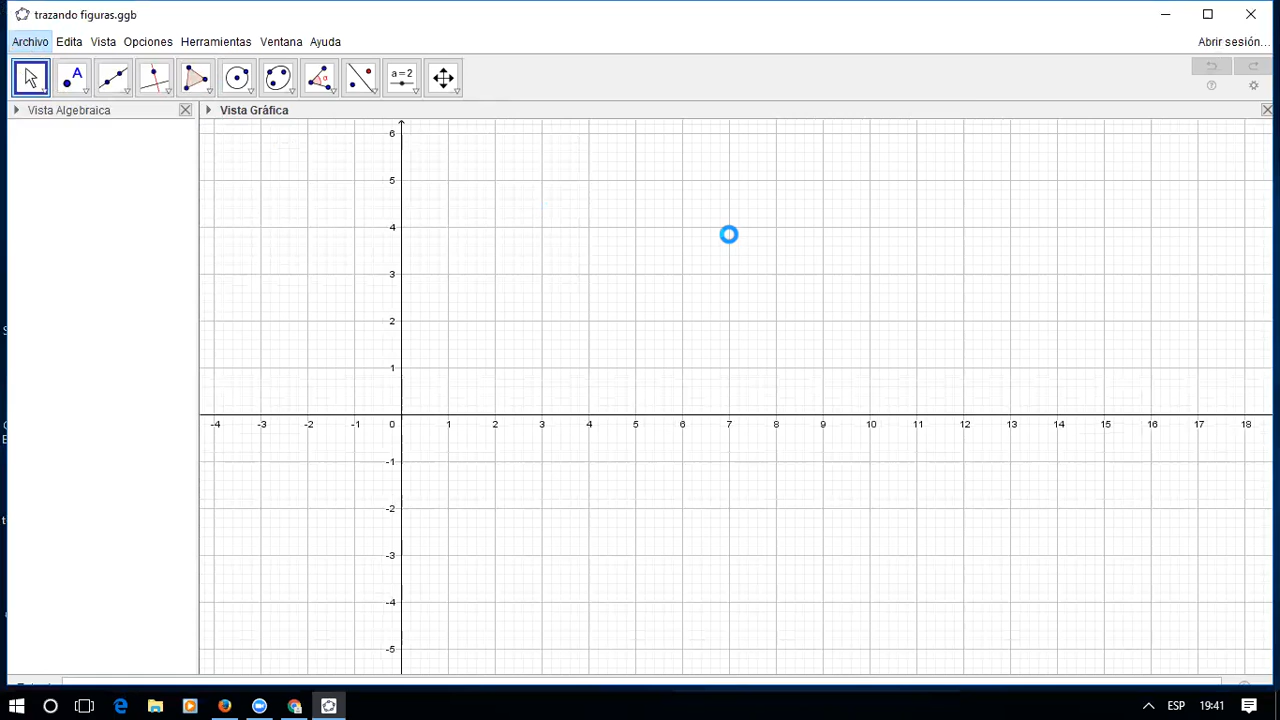 trazando figuras.ggb
Archivo Edita Vista Opciones Herramientas Ventana Ayuda Abrir sesión...
A α a=2
Vista Algebraica Vista Gráfica
6
5
4
3
2
1
-4 -3 -2 -1 0 1 2 3 4 5 6 7 8 9 10 11 12 13 14 15 16 17 18
-1
-2
-3
-4
-5
ESP 19:41